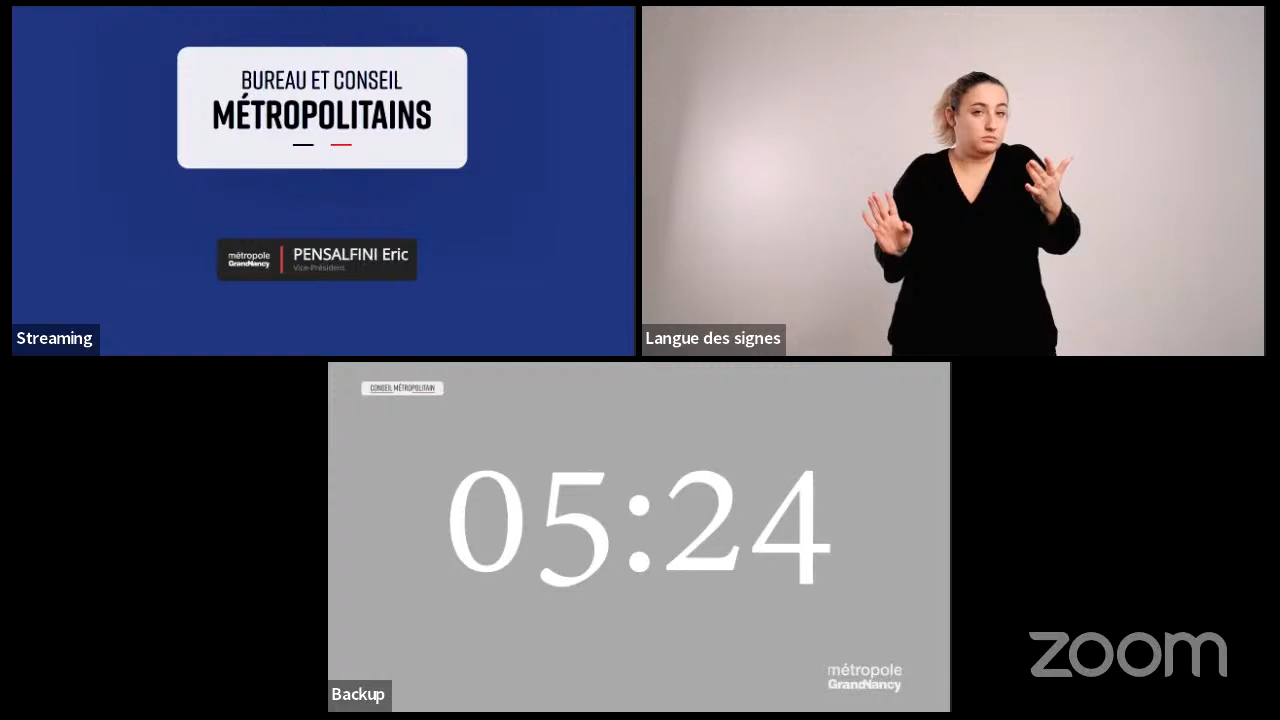 BUREAU ET CONSEIL
MÉTROPOLITAINS
métropole
GrandNancy
PENSALFINI Eric
Vice-Président
Streaming
Langue des signes
CONSEIL MÉTROPOLITAIN
05:24
métropole
GrandNancy
Backup
zoom